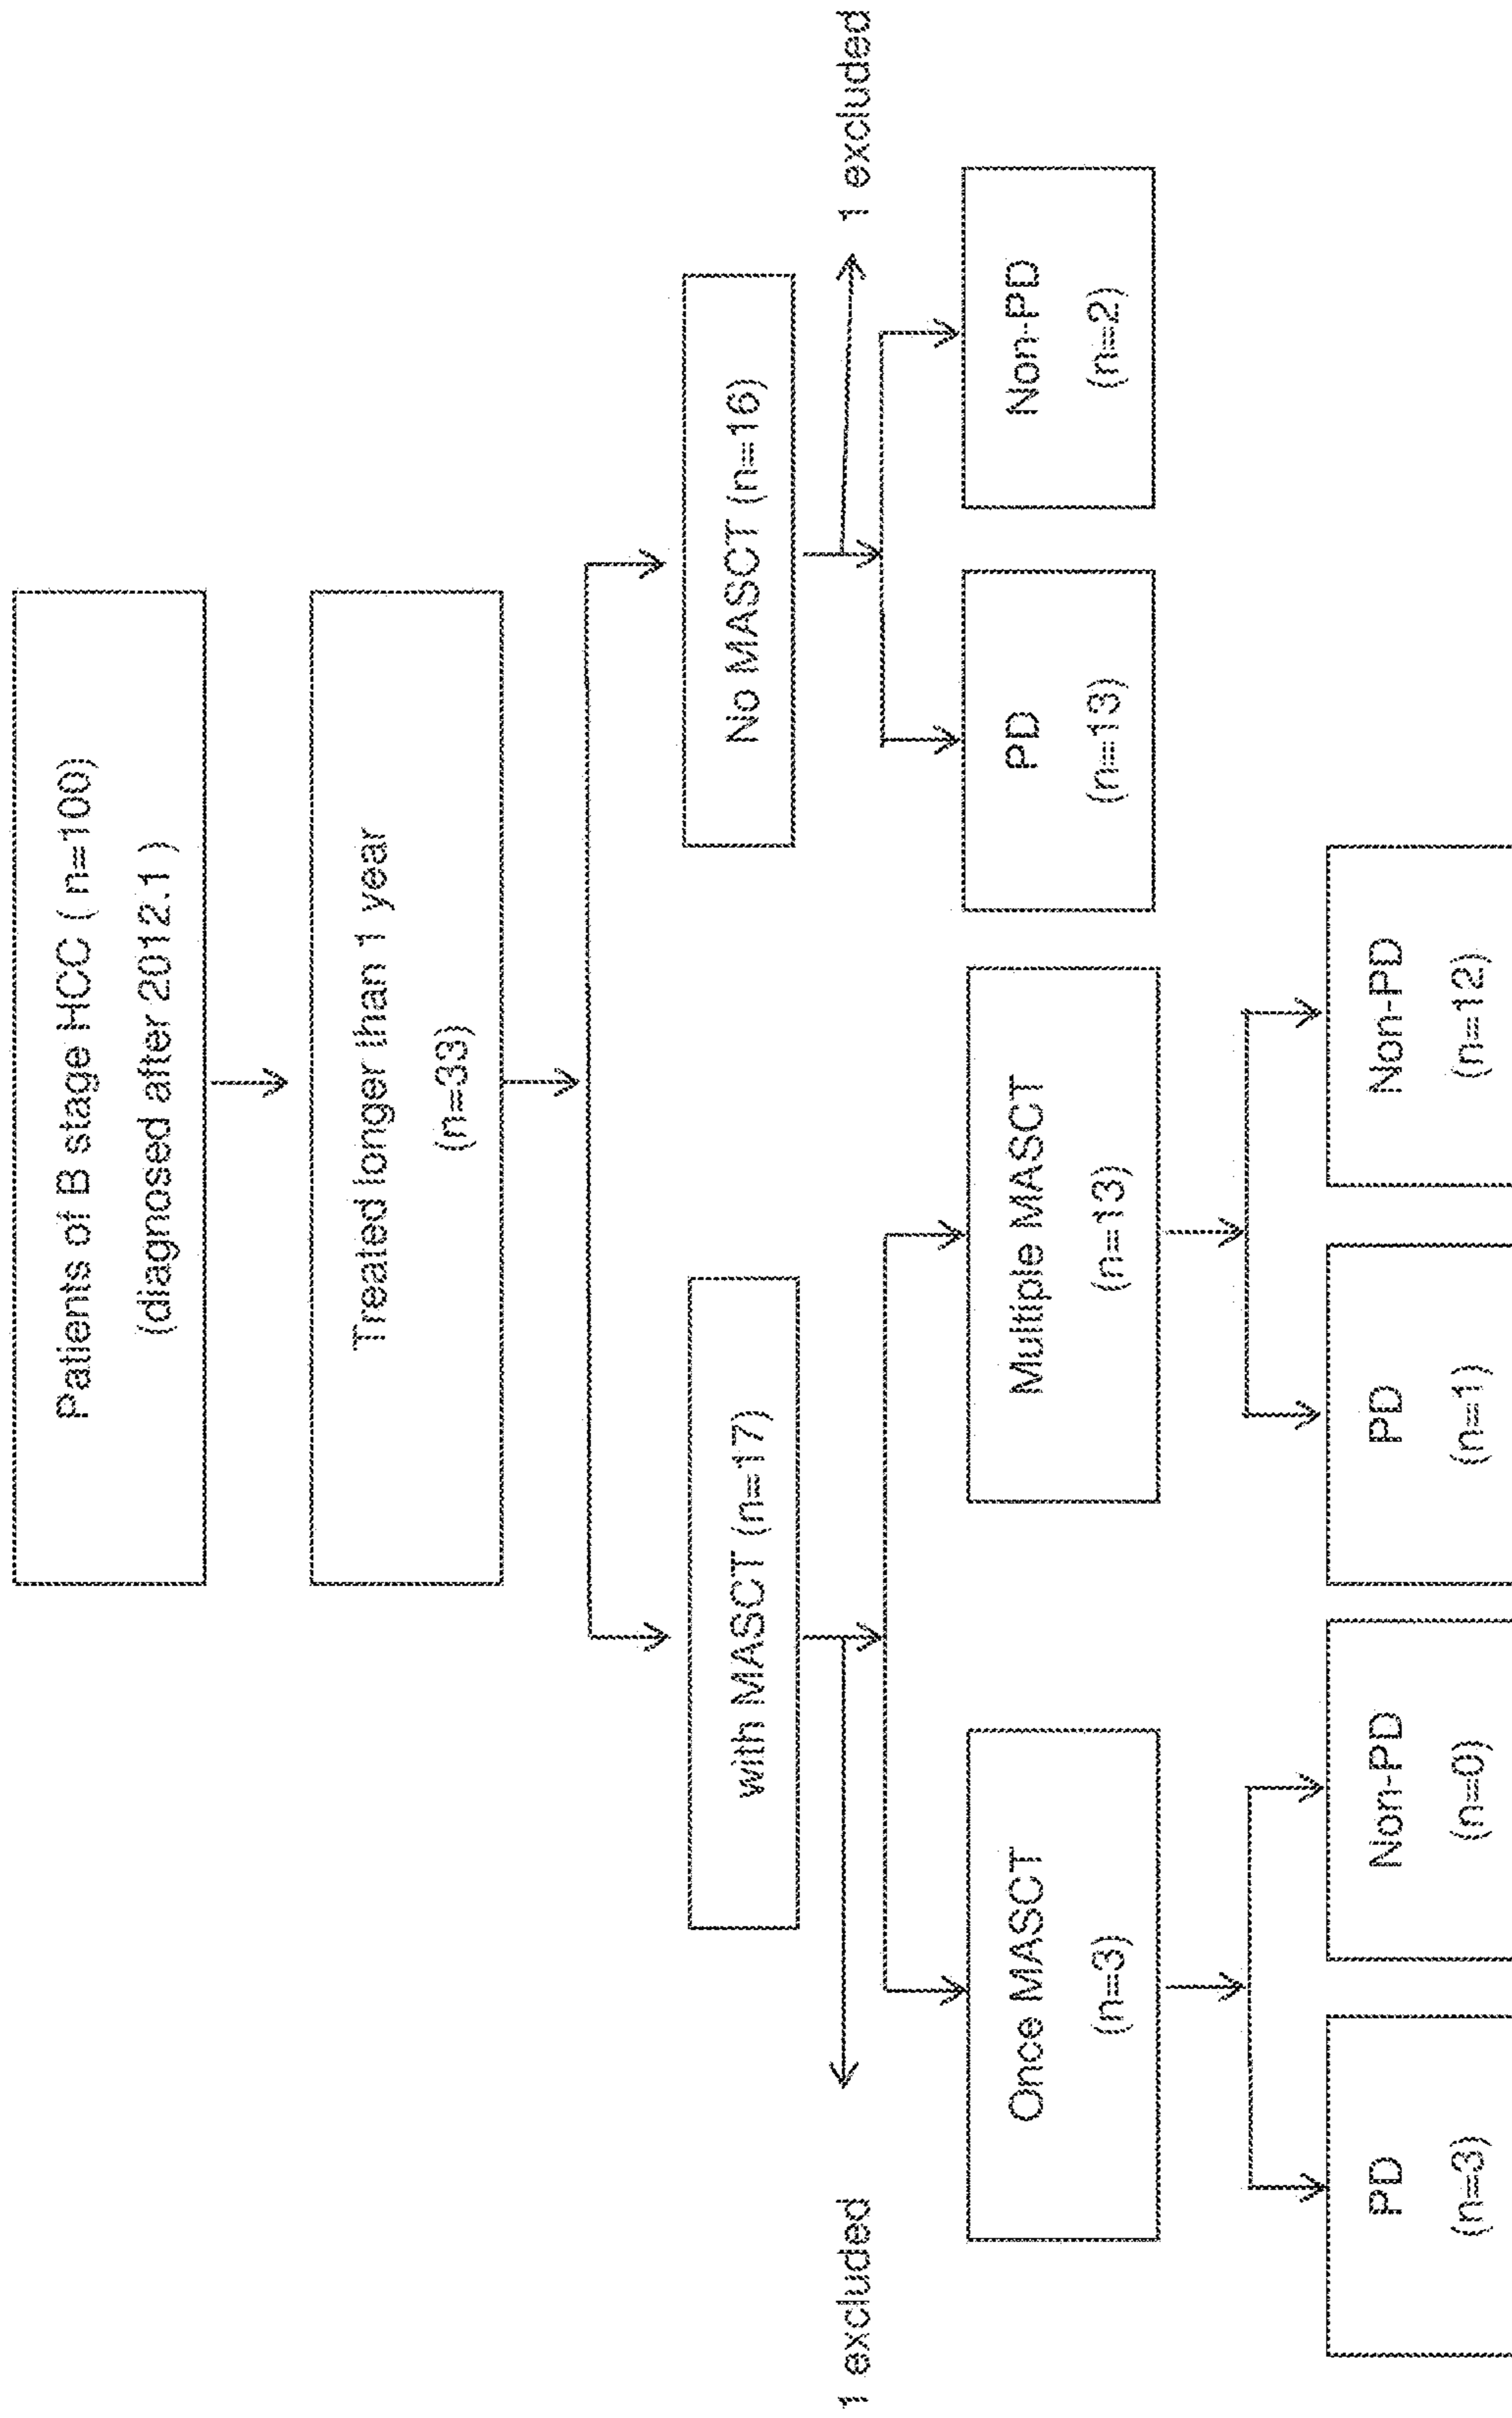 Patients of B stage HCC ( n=100)
(diagnosed after 2012.1 )
Treated longer than 1 year
(n=33)
with MASCT (n=17)
No MASCT (n=16)
1 excluded
1 excluded
Once MASCT
(n=3)
Multiple MASCT
(n=13)
PD
(n=13)
Non-PD
(n=2)
PD
(n=3)
Non-PD
(n=0)
PD
(n=1)
Non-PD
(n=12)